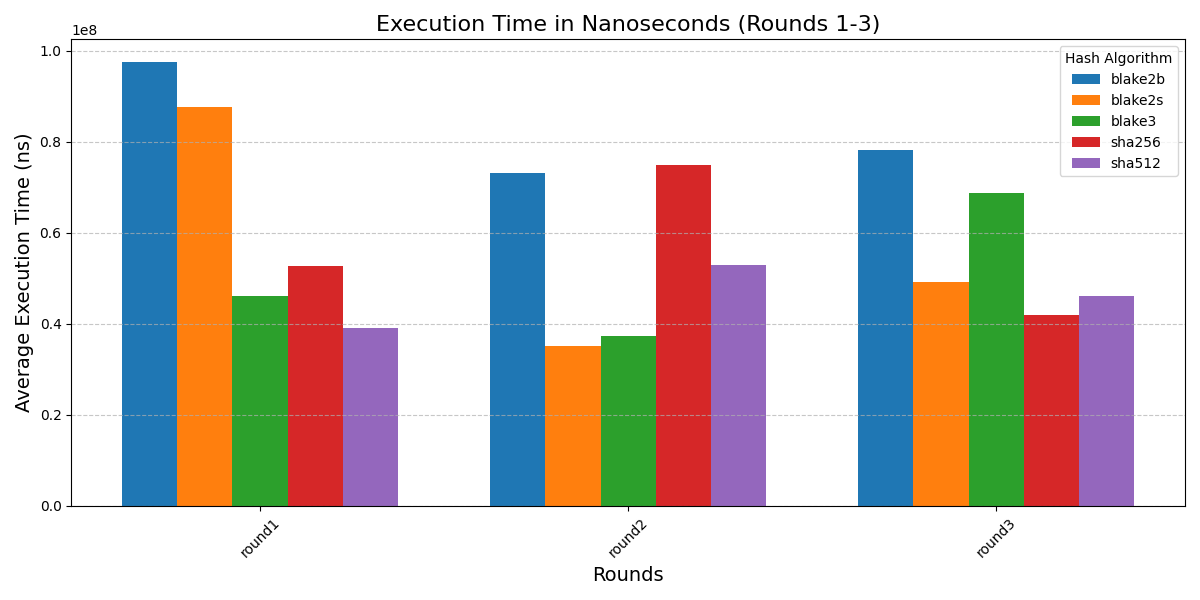 Execution Time in Nanoseconds (Rounds 1-3)
1e8
1.0
0.8
0.6
0.4
0.2
0.0
Average Execution Time (ns)
Hash Algorithm
blake2b
blake2s
blake3
sha256
sha512
round1
round2
round3
Rounds